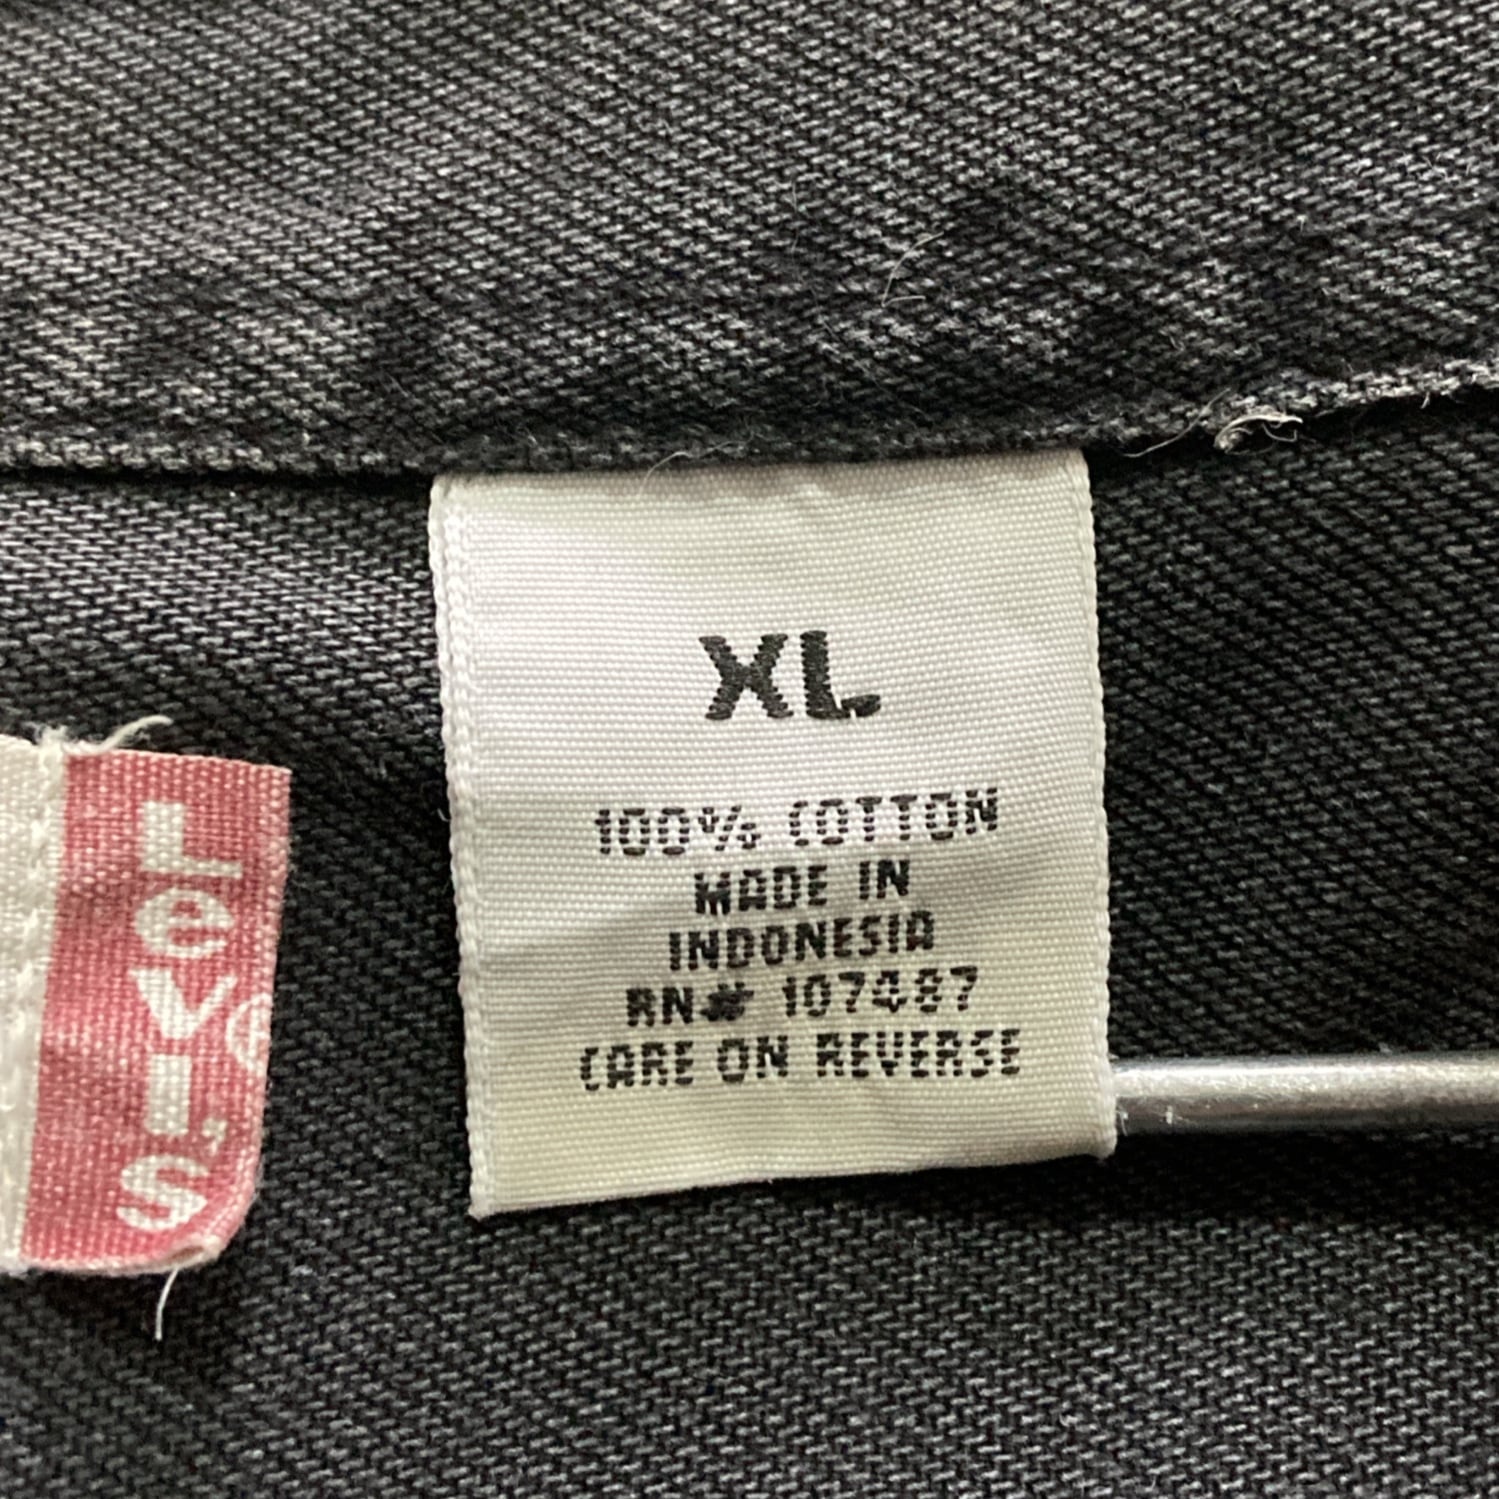 XL
100% COTTON
MADE IN
INDONESIA
RN# 107487
CARE ON REVERSE
Levi's®